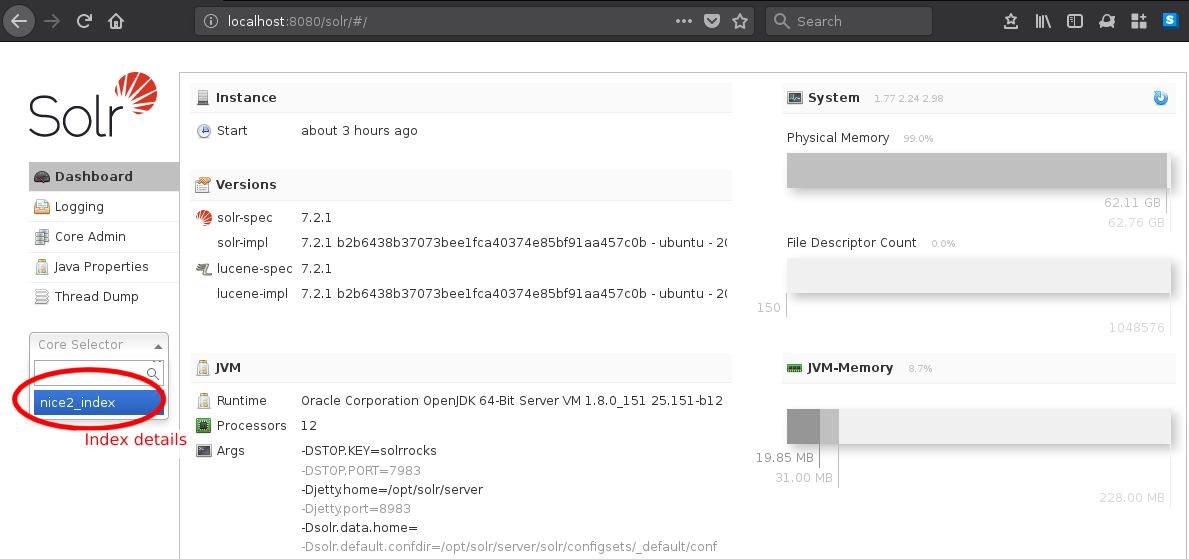 localhost:8080/solr/#/
Search
Solr
Dashboard
Logging
Core Admin
Java Properties
Thread Dump
Core Selector
nice2_index
Index details
Instance
Start about 3 hours ago
Versions
solr-spec 7.2.1
solr-impl 7.2.1 b2b6438b37073bee1fca40374e85bf91aa457c0b - ubuntu - 20
lucene-spec 7.2.1
lucene-impl 7.2.1 b2b6438b37073bee1fca40374e85bf91aa457c0b - ubuntu - 20
JVM
Runtime Oracle Corporation OpenJDK 64-Bit Server VM 1.8.0_151 25.151-b12
Processors 12
Args -DSTOP.KEY=solrrocks
-DSTOP.PORT=7983
-Djetty.home=/opt/solr/server
-Djetty.port=8983
-Dsolr.data.home=
-Dsolr.default.confdir=/opt/solr/server/solr/configsets/_default/conf
System 1.77 2.24 2.98
Physical Memory 99.0%
62.11 GB
62.76 GB
File Descriptor Count 0.0%
150
1048576
JVM-Memory 8.7%
19.85 MB
31.00 MB
228.00 MB